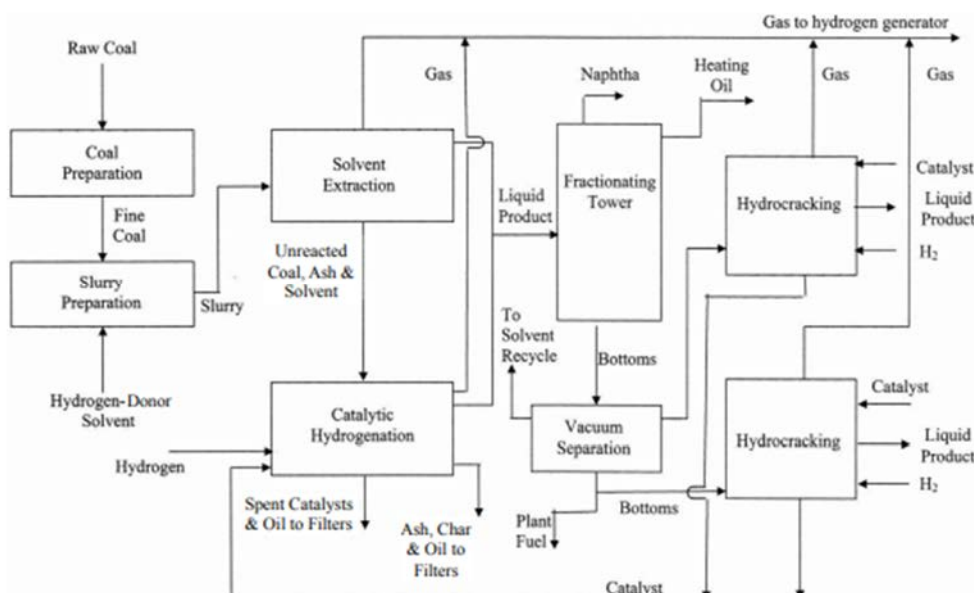 Gas to hydrogen generator
Raw Coal
Gas
Naphtha
Heating
Oil
Gas
Gas
Coal
Preparation
Solvent
Extraction
Fractionating
Tower
Hydrocracking
Catalyst
Liquid
Product
H₂
Fine
Coal
Liquid
Product
Slurry
Preparation
Slurry
Unreacted
Coal, Ash &
Solvent
To
Solvent
Recycle
Bottoms
Hydrogen-Donor
Solvent
Catalytic
Hydrogenation
Vacuum
Separation
Hydrocracking
Catalyst
Liquid
Product
H₂
Hydrogen
Spent Catalysts
& Oil to Filters
Ash, Char
& Oil to
Filters
Plant
Fuel
Bottoms
Catalyst